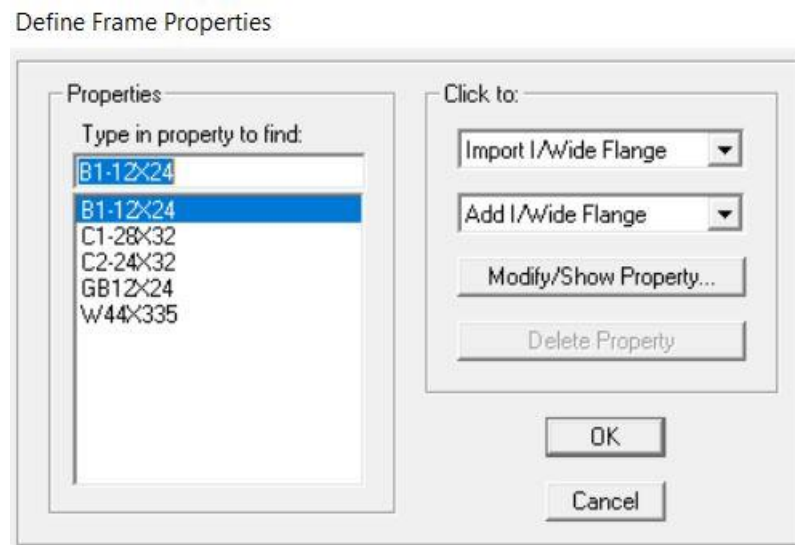 Define Frame Properties
Properties
Type in property to find:
B1-12X24
B1-12X24
C1-28X32
C2-24X32
GB12X24
W44X335
Click to:
Import I/Wide Flange
Add I/Wide Flange
Modify/Show Property...
Delete Property
OK
Cancel